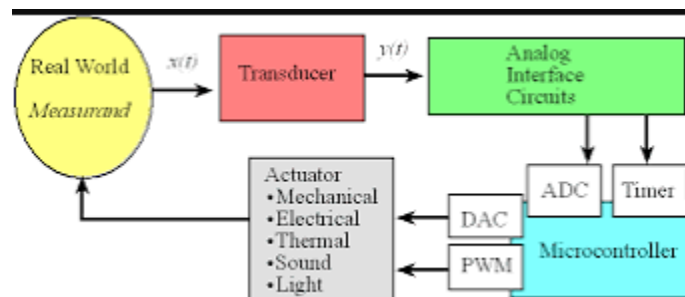 Real World
Measurand
x(t)
Transducer
y(t)
Analog
Interface
Circuits
Actuator
•Mechanical
•Electrical
•Thermal
•Sound
•Light
DAC
PWM
ADC
Timer
Microcontroller